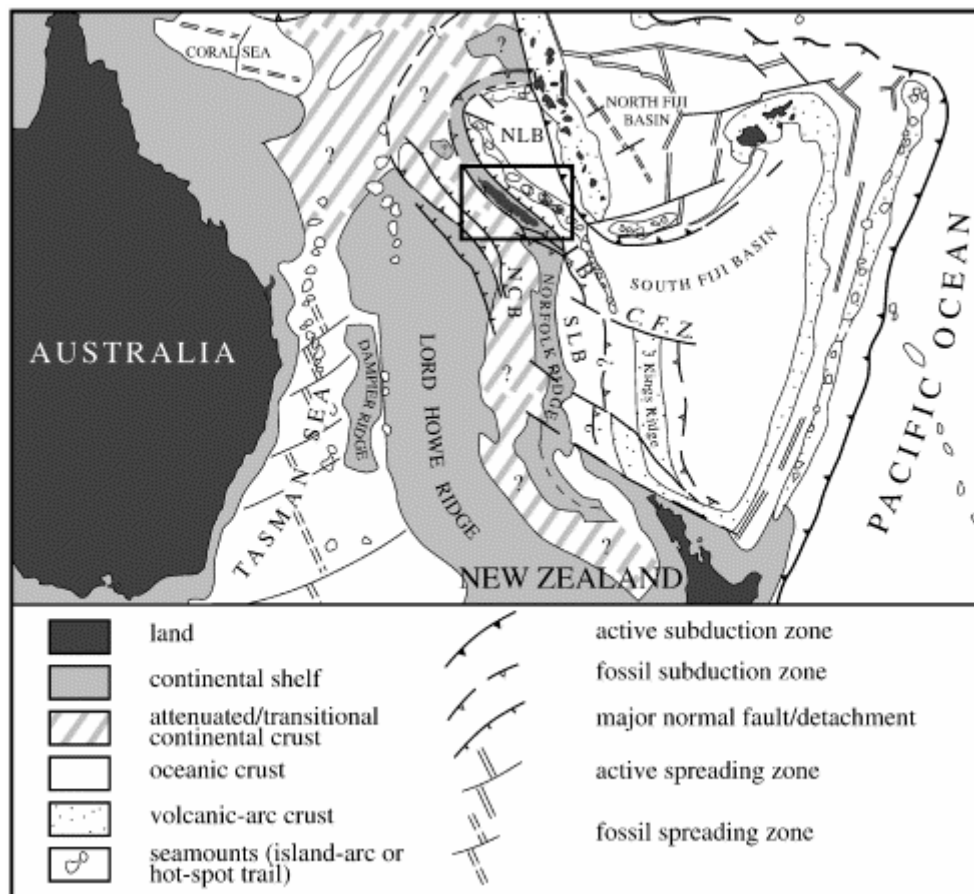 CORAL SEA
?
NORTH FIJI
BASIN
NLB
?
?
AUSTRALIA
TASMAN SEA
DAMPIER RIDGE
LORD HOWE RIDGE
NCB
NORFOLK RIDGE
SLB
LB
C. F. Z.
3 Kings Ridge
SOUTH FIJI BASIN
PACIFIC OCEAN
?
?
?
?
NEW ZEALAND
land
continental shelf
attenuated/transitional
continental crust
oceanic crust
volcanic-arc crust
seamounts (island-arc or
hot-spot trail)
active subduction zone
fossil subduction zone
major normal fault/detachment
active spreading zone
fossil spreading zone